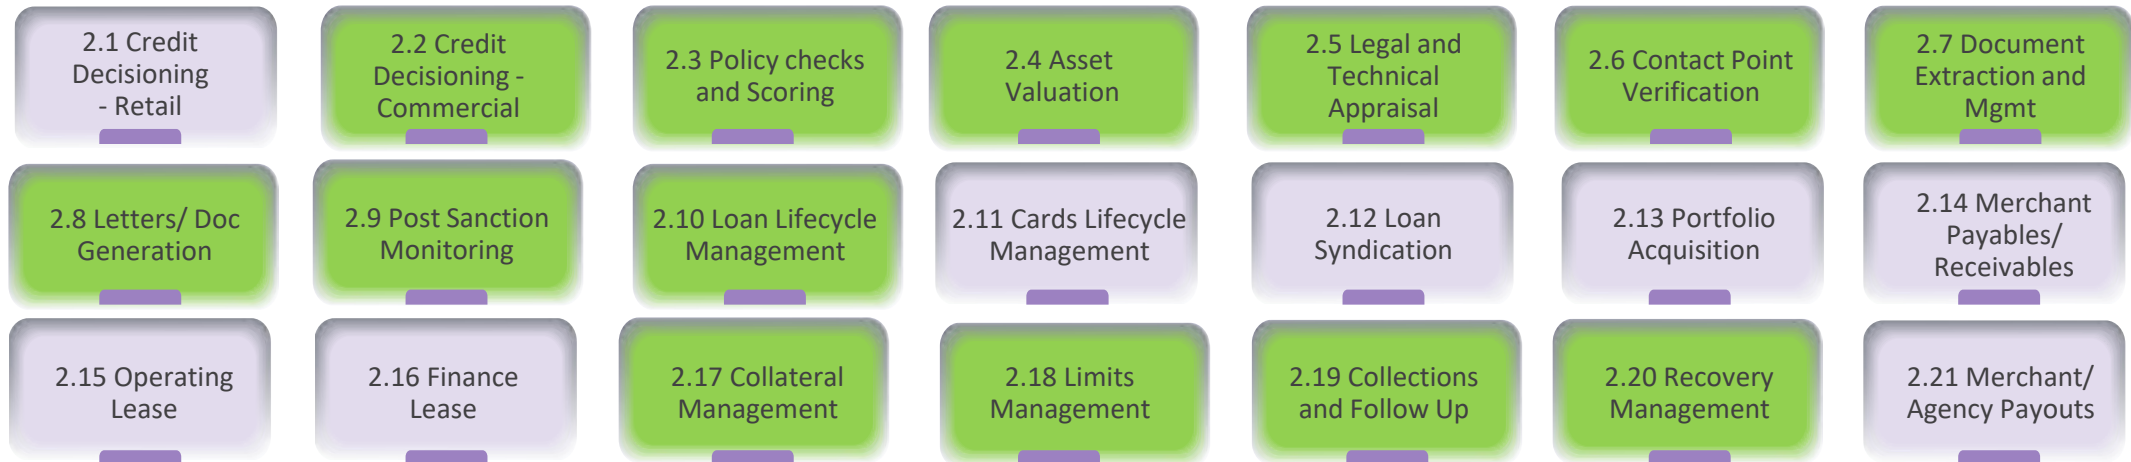 2.1 Credit
Decisioning
- Retail
2.2 Credit
Decisioning -
Commercial
2.3 Policy checks
and Scoring
2.4 Asset
Valuation
2.5 Legal and
Technical
Appraisal
2.6 Contact Point
Verification
2.7 Document
Extraction and
Mgmt
2.8 Letters/ Doc
Generation
2.9 Post Sanction
Monitoring
2.10 Loan Lifecycle
Management
2.11 Cards Lifecycle
Management
2.12 Loan
Syndication
2.13 Portfolio
Acquisition
2.14 Merchant
Payables/
Receivables
2.15 Operating
Lease
2.16 Finance
Lease
2.17 Collateral
Management
2.18 Limits
Management
2.19 Collections
and Follow Up
2.20 Recovery
Management
2.21 Merchant/
Agency Payouts